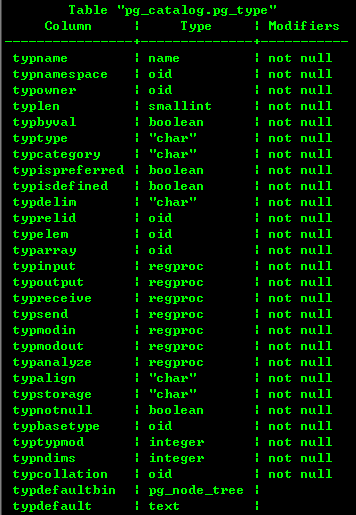 Table "pg_catalog.pg_type"
Column | Type | Modifiers
----------------+--------------+-----------
typname | name | not null
typnamespace | oid | not null
typowner | oid | not null
typlen | smallint | not null
typbyval | boolean | not null
typtype | "char" | not null
typcategory | "char" | not null
typispreferred | boolean | not null
typisdefined | boolean | not null
typdelim | "char" | not null
typrelid | oid | not null
typelem | oid | not null
typarray | oid | not null
typinput | regproc | not null
typoutput | regproc | not null
typreceive | regproc | not null
typsend | regproc | not null
typmodin | regproc | not null
typmodout | regproc | not null
typanalyze | regproc | not null
typalign | "char" | not null
typstorage | "char" | not null
typnotnull | boolean | not null
typbasetype | oid | not null
typtypmod | integer | not null
typndims | integer | not null
typcollation | oid | not null
typdefaultbin | pg_node_tree |
typdefault | text |